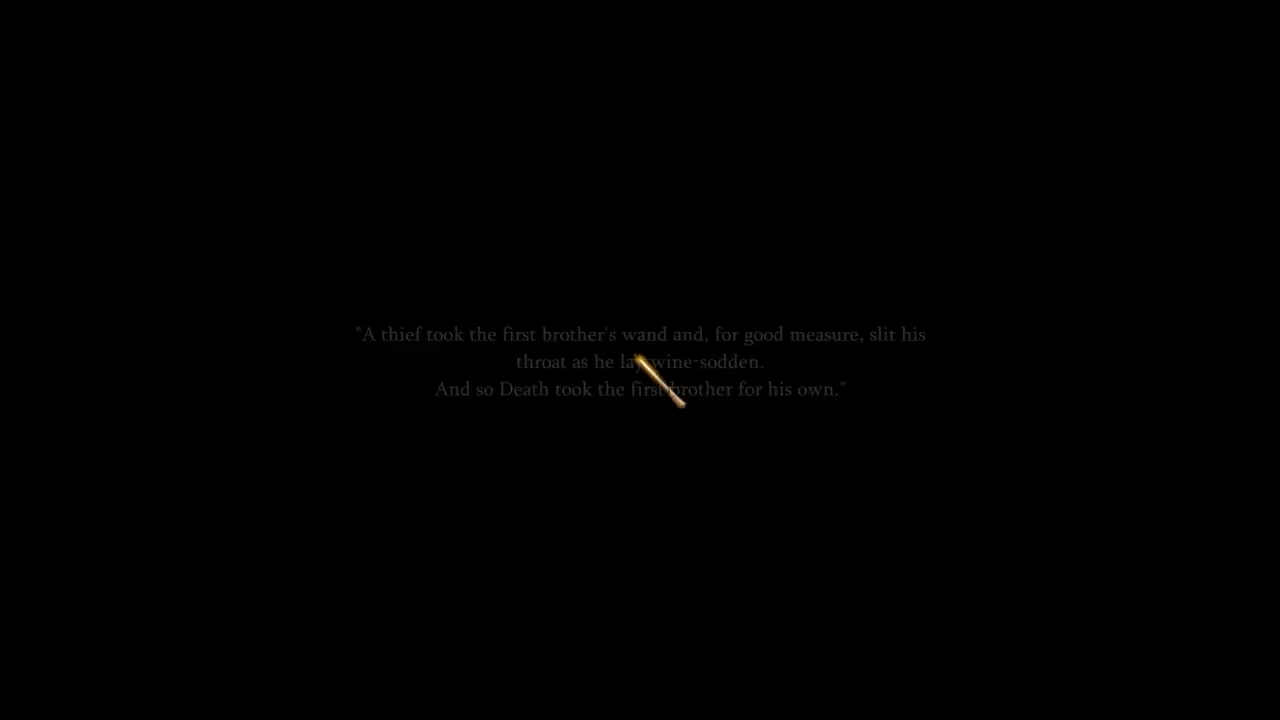 "A thief took the first brother's wand and, for good measure, slit his
throat as he lay wine-sodden.
And so Death took the first brother for his own."